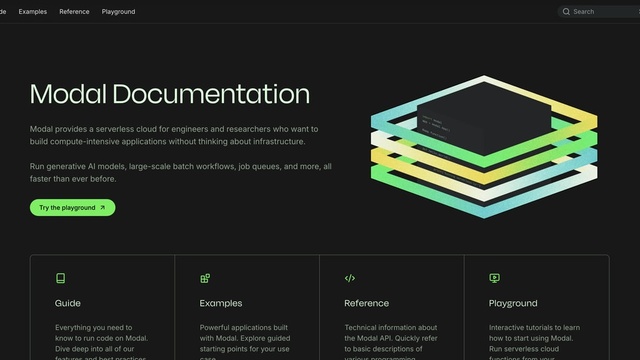 Examples Reference Playground Search
Modal Documentation
Modal provides a serverless cloud for engineers and researchers who want to
build compute-intensive applications without thinking about infrastructure.
Run generative AI models, large-scale batch workflows, job queues, and more, all
faster than ever before.
Try the playground
Guide
Everything you need to
know to run code on Modal.
Dive deep into all of our
features and best practices
Examples
Powerful applications built
with Modal. Explore guided
starting points for your use
case.
Reference
Technical information about
the Modal API. Quickly refer
to basic descriptions of
various programming
Playground
Interactive tutorials to learn
how to start using Modal.
Run serverless cloud
functions from your